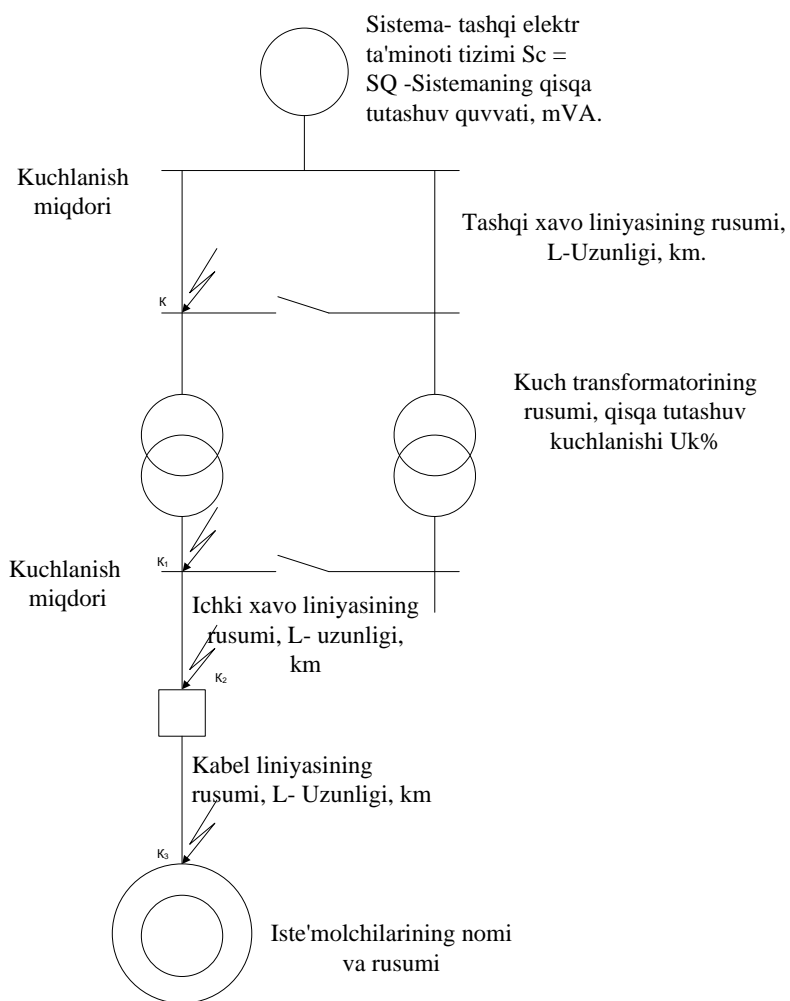 Sistema- tashqi elektr
ta'minoti tizimi Sc =
SQ -Sistemaning qisqa
tutashuv quvvati, mVA.
Kuchlanish
miqdori
Tashqi xavo liniyasining rusumi,
L-Uzunligi, km.
K
Kuch transformatorining
rusumi, qisqa tutashuv
kuchlanishi Uk%
K₁
Kuchlanish
miqdori
Ichki xavo liniyasining
rusumi, L- uzunligi,
km
K₂
Kabel liniyasining
rusumi, L- Uzunligi, km
K₃
Iste'molchilarining nomi
va rusumi